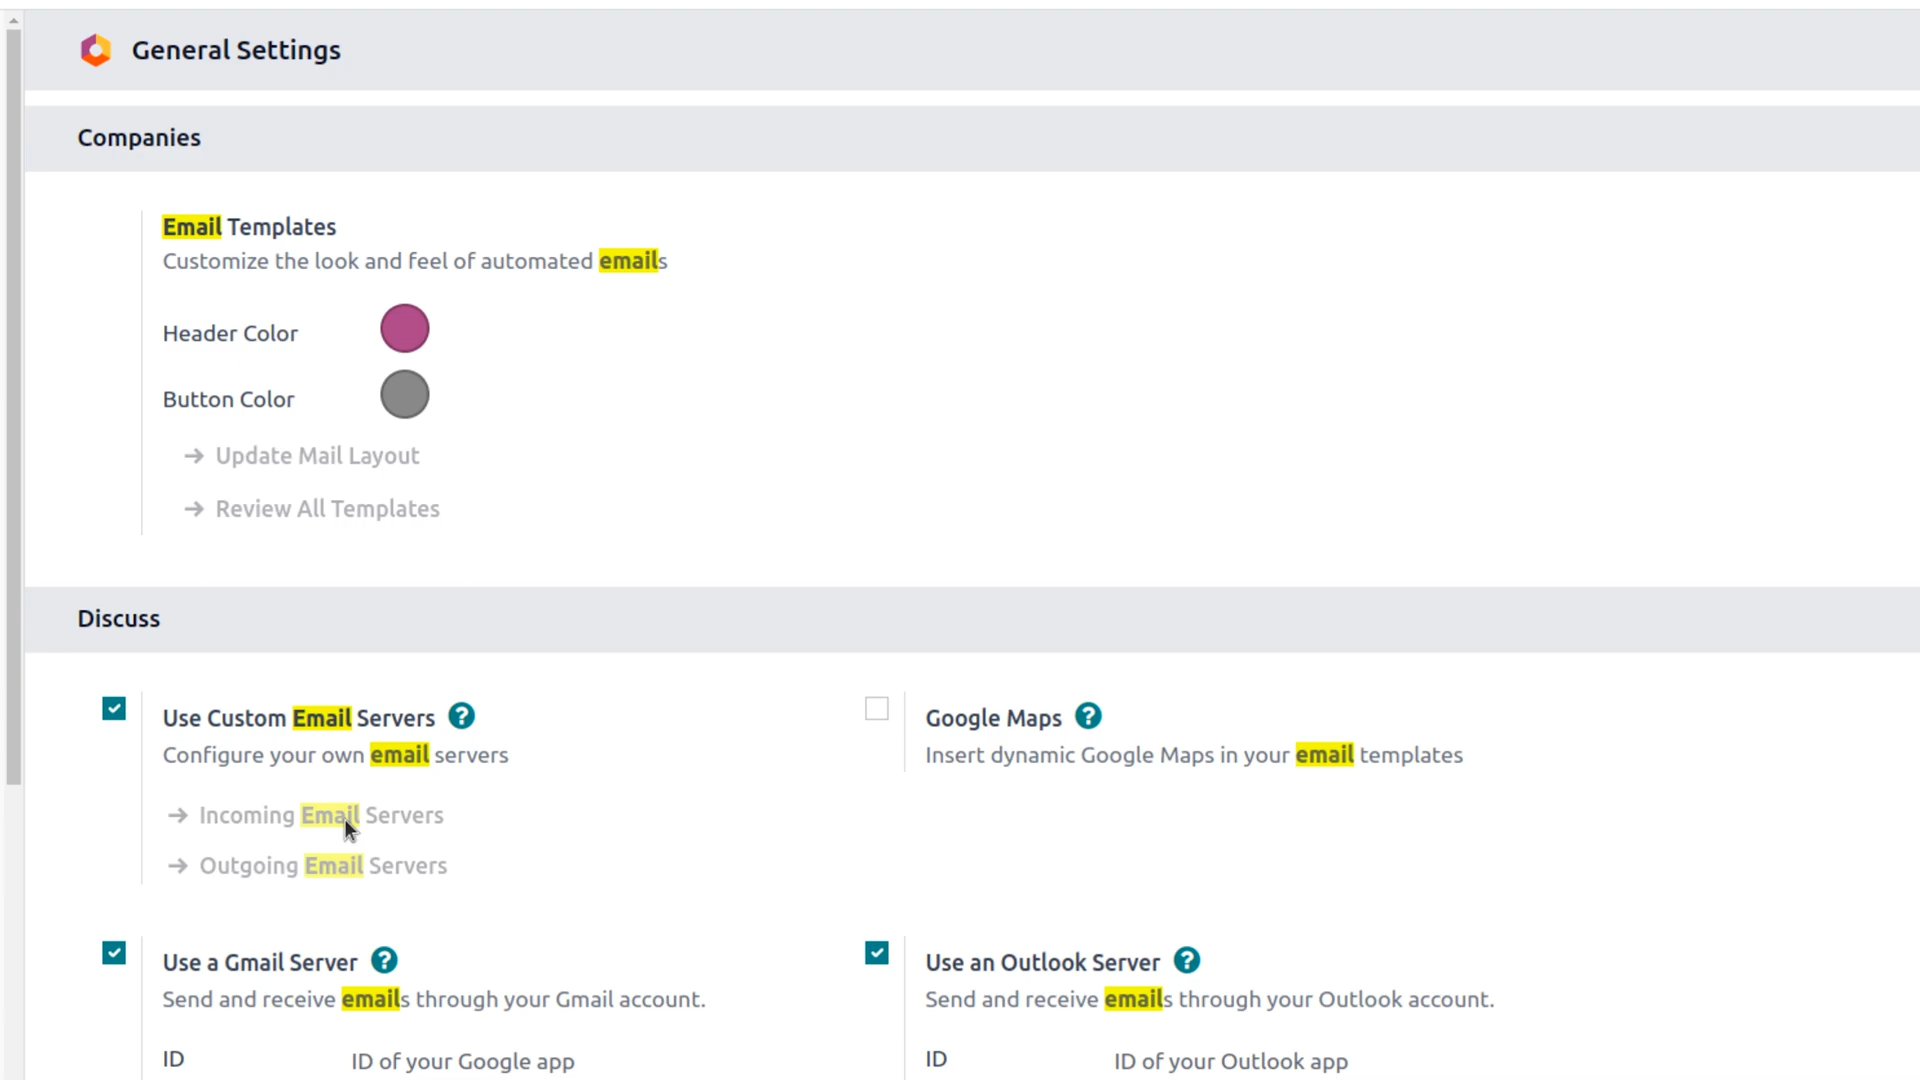 General Settings
Companies
Email Templates
Customize the look and feel of automated emails
Header Color
Button Color
→ Update Mail Layout
→ Review All Templates
Discuss
Use Custom Email Servers ?
Configure your own email servers
→ Incoming Email Servers
→ Outgoing Email Servers
Google Maps ?
Insert dynamic Google Maps in your email templates
Use a Gmail Server ?
Send and receive emails through your Gmail account.
ID ID of your Google app
Use an Outlook Server ?
Send and receive emails through your Outlook account.
ID ID of your Outlook app